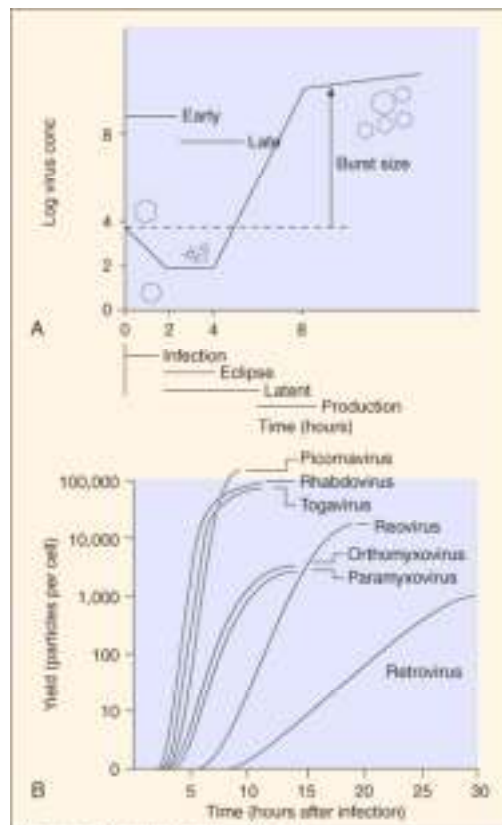 Log virus conc
8
4
2
0
Early
Late
Burst size
A
0 2 4 8
Infection
Eclipse
Latent
Production
Time (hours)
Yield (particles per cell)
100,000
10,000
1,000
100
10
0
Picornavirus
Rhabdovirus
Togavirus
Reovirus
Orthomyxovirus
Paramyxovirus
Retrovirus
B
5 10 15 20 25 30
Time (hours after infection)